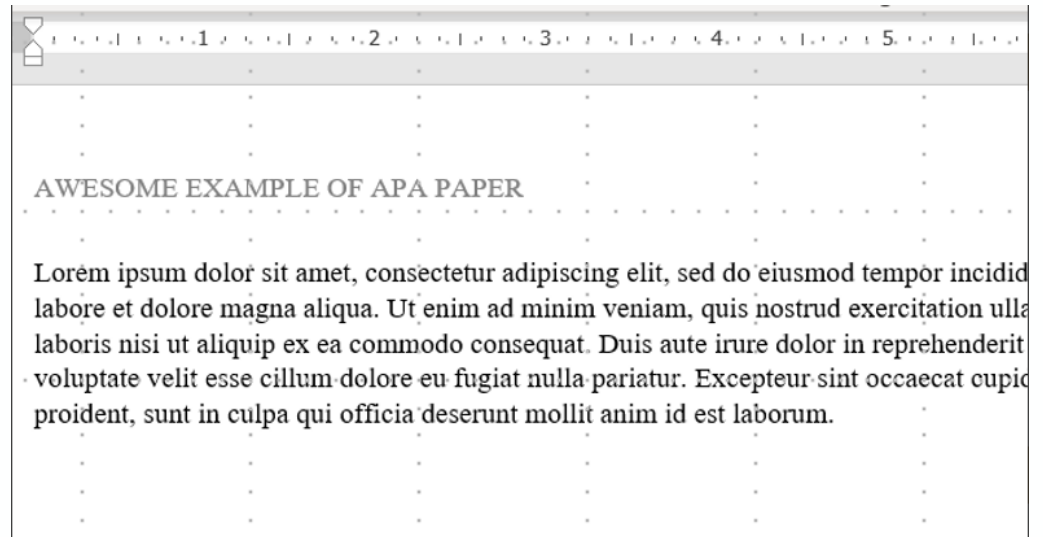 1 2 3 4 5
AWESOME EXAMPLE OF APA PAPER
Lorem ipsum dolor sit amet, consectetur adipiscing elit, sed do eiusmod tempor incidid
labore et dolore magna aliqua. Ut enim ad minim veniam, quis nostrud exercitation ulla
laboris nisi ut aliquip ex ea commodo consequat. Duis aute irure dolor in reprehenderit
voluptate velit esse cillum dolore eu fugiat nulla pariatur. Excepteur sint occaecat cupid
proident, sunt in culpa qui officia deserunt mollit anim id est laborum.